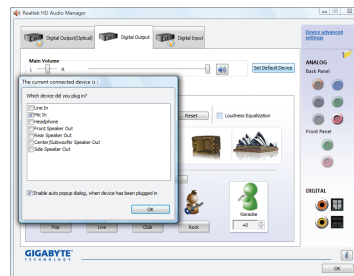 Realtek HD Audio Manager
Digital Output(Optical)
Digital Output
Digital Input
Device advanced settings
Main Volume
L
R
Set Default Device
ANALOG
Back Panel
The current connected device is :
Which device did you plug in?
Line In
Mic In
Headphone
Front Speaker Out
Rear Speaker Out
Center/Subwoofer Speaker Out
Side Speaker Out
Enable auto popup dialog, when device has been plugged in
OK
Reset
Loudness Equalization
Front Panel
Karaoke
+0
Pop
Live
Club
Rock
DIGITAL
GIGABYTE
TECHNOLOGY
i
OK